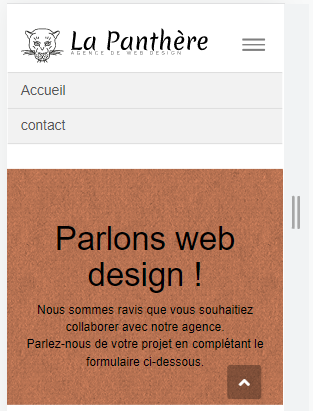 La Panthère
AGENCE DE WEB DESIGN
Accueil
contact
Parlons web
design !
Nous sommes ravis que vous souhaitiez
collaborer avec notre agence.
Parlez-nous de votre projet en complétant le
formulaire ci-dessous.